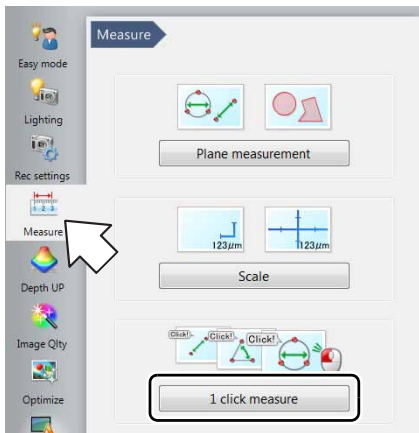 Measure
Easy mode
Lighting
Rec settings
Measure
Depth UP
Image Qlty
Optimize
Plane measurement
123µm
123µm
Scale
Click!
Click!
Click!
1 click measure